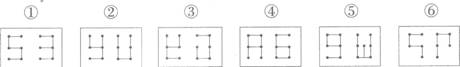 ① ② ③ ④ ⑤ ⑥